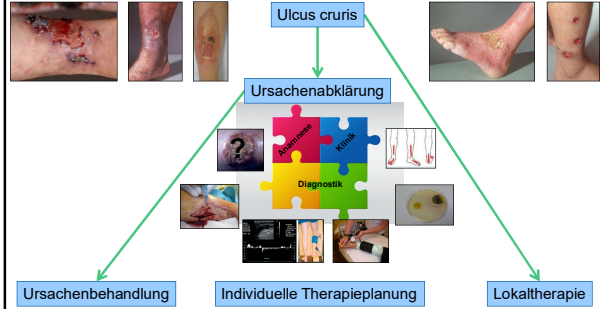 Ulcus cruris
Ursachenabklärung
Anamnese
Klinik
?
Diagnostik
Ursachenbehandlung
Individuelle Therapieplanung
Lokaltherapie